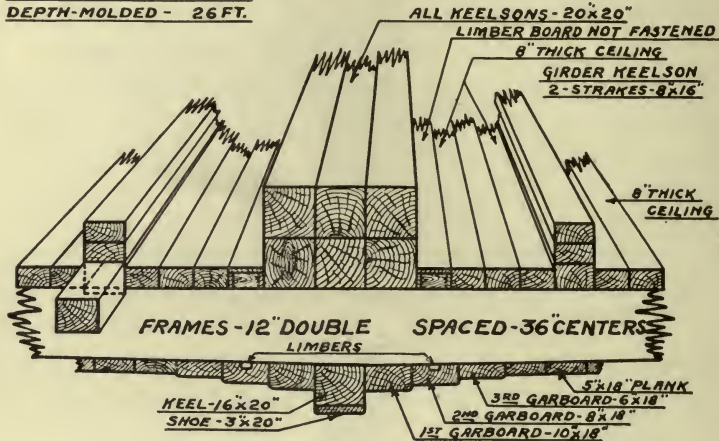 DEPTH-MOLDED - 26 FT.
ALL KEELSONS-20"x20"
LIMBER BOARD NOT FASTENED
8" THICK CEILING
GIRDER KEELSON
2-STRAKES-8"x16"
8" THICK
CEILING
FRAMES-12" DOUBLE SPACED-36" CENTERS
LIMBERS
5"x18" PLANK
KEEL-16"x20"
3RD GARBOARD-6"x18"
SHOE-3"x20"
2ND GARBOARD-8"x18"
1ST GARBOARD-10"x18"